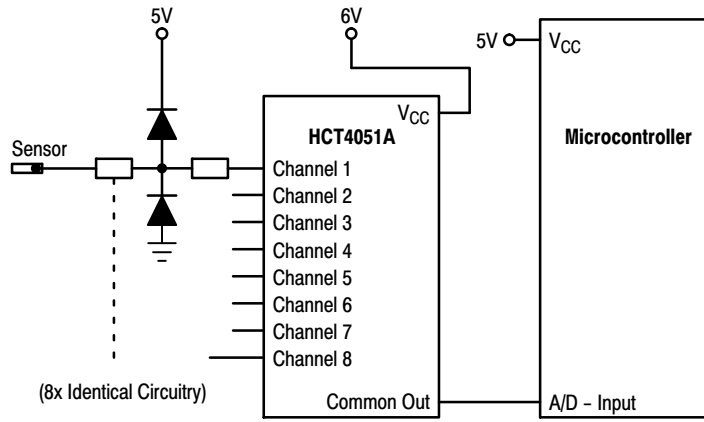 5V
6V
5V
VCC
VCC
HCT4051A
Microcontroller
Sensor
Channel 1
Channel 2
Channel 3
Channel 4
Channel 5
Channel 6
Channel 7
Channel 8
(8x Identical Circuitry)
Common Out
A/D – Input